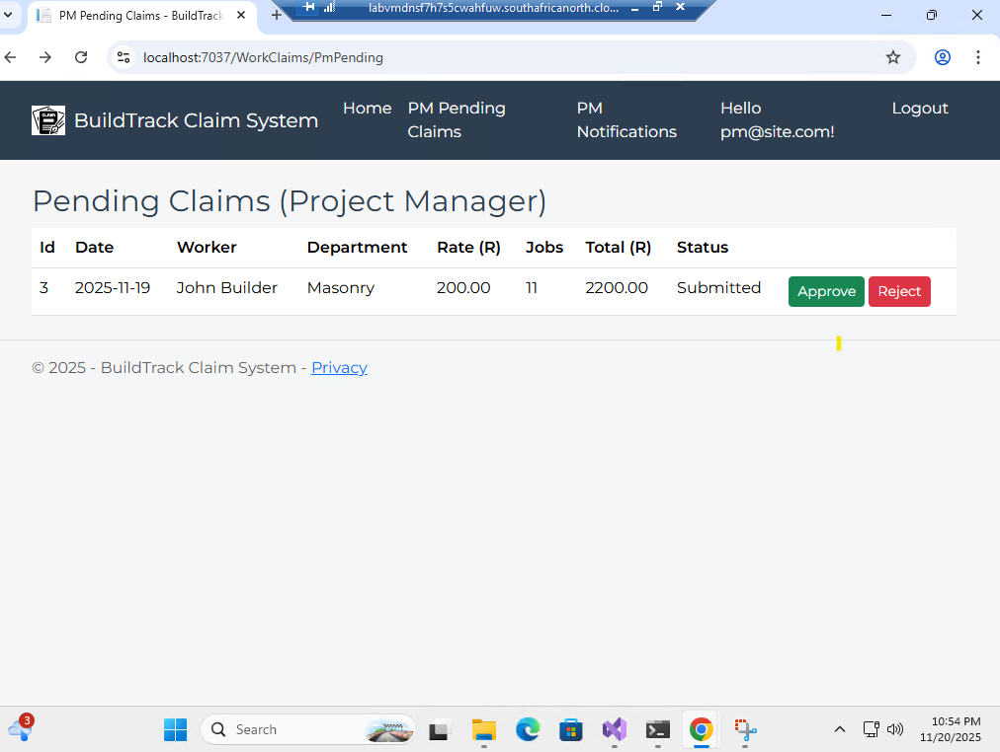 PM Pending Claims - BuildTrack
labvmdnsf7h7s5cwahfuw.southafricanorth.clo...
localhost:7037/WorkClaims/PmPending
CLAIM
BuildTrack Claim System
Home
PM Pending Claims
PM Notifications
Hello pm@site.com!
Logout
Pending Claims (Project Manager)
Id Date Worker Department Rate (R) Jobs Total (R) Status
3 2025-11-19 John Builder Masonry 200.00 11 2200.00 Submitted Approve Reject
© 2025 - BuildTrack Claim System - Privacy
3
Search
10:54 PM
11/20/2025